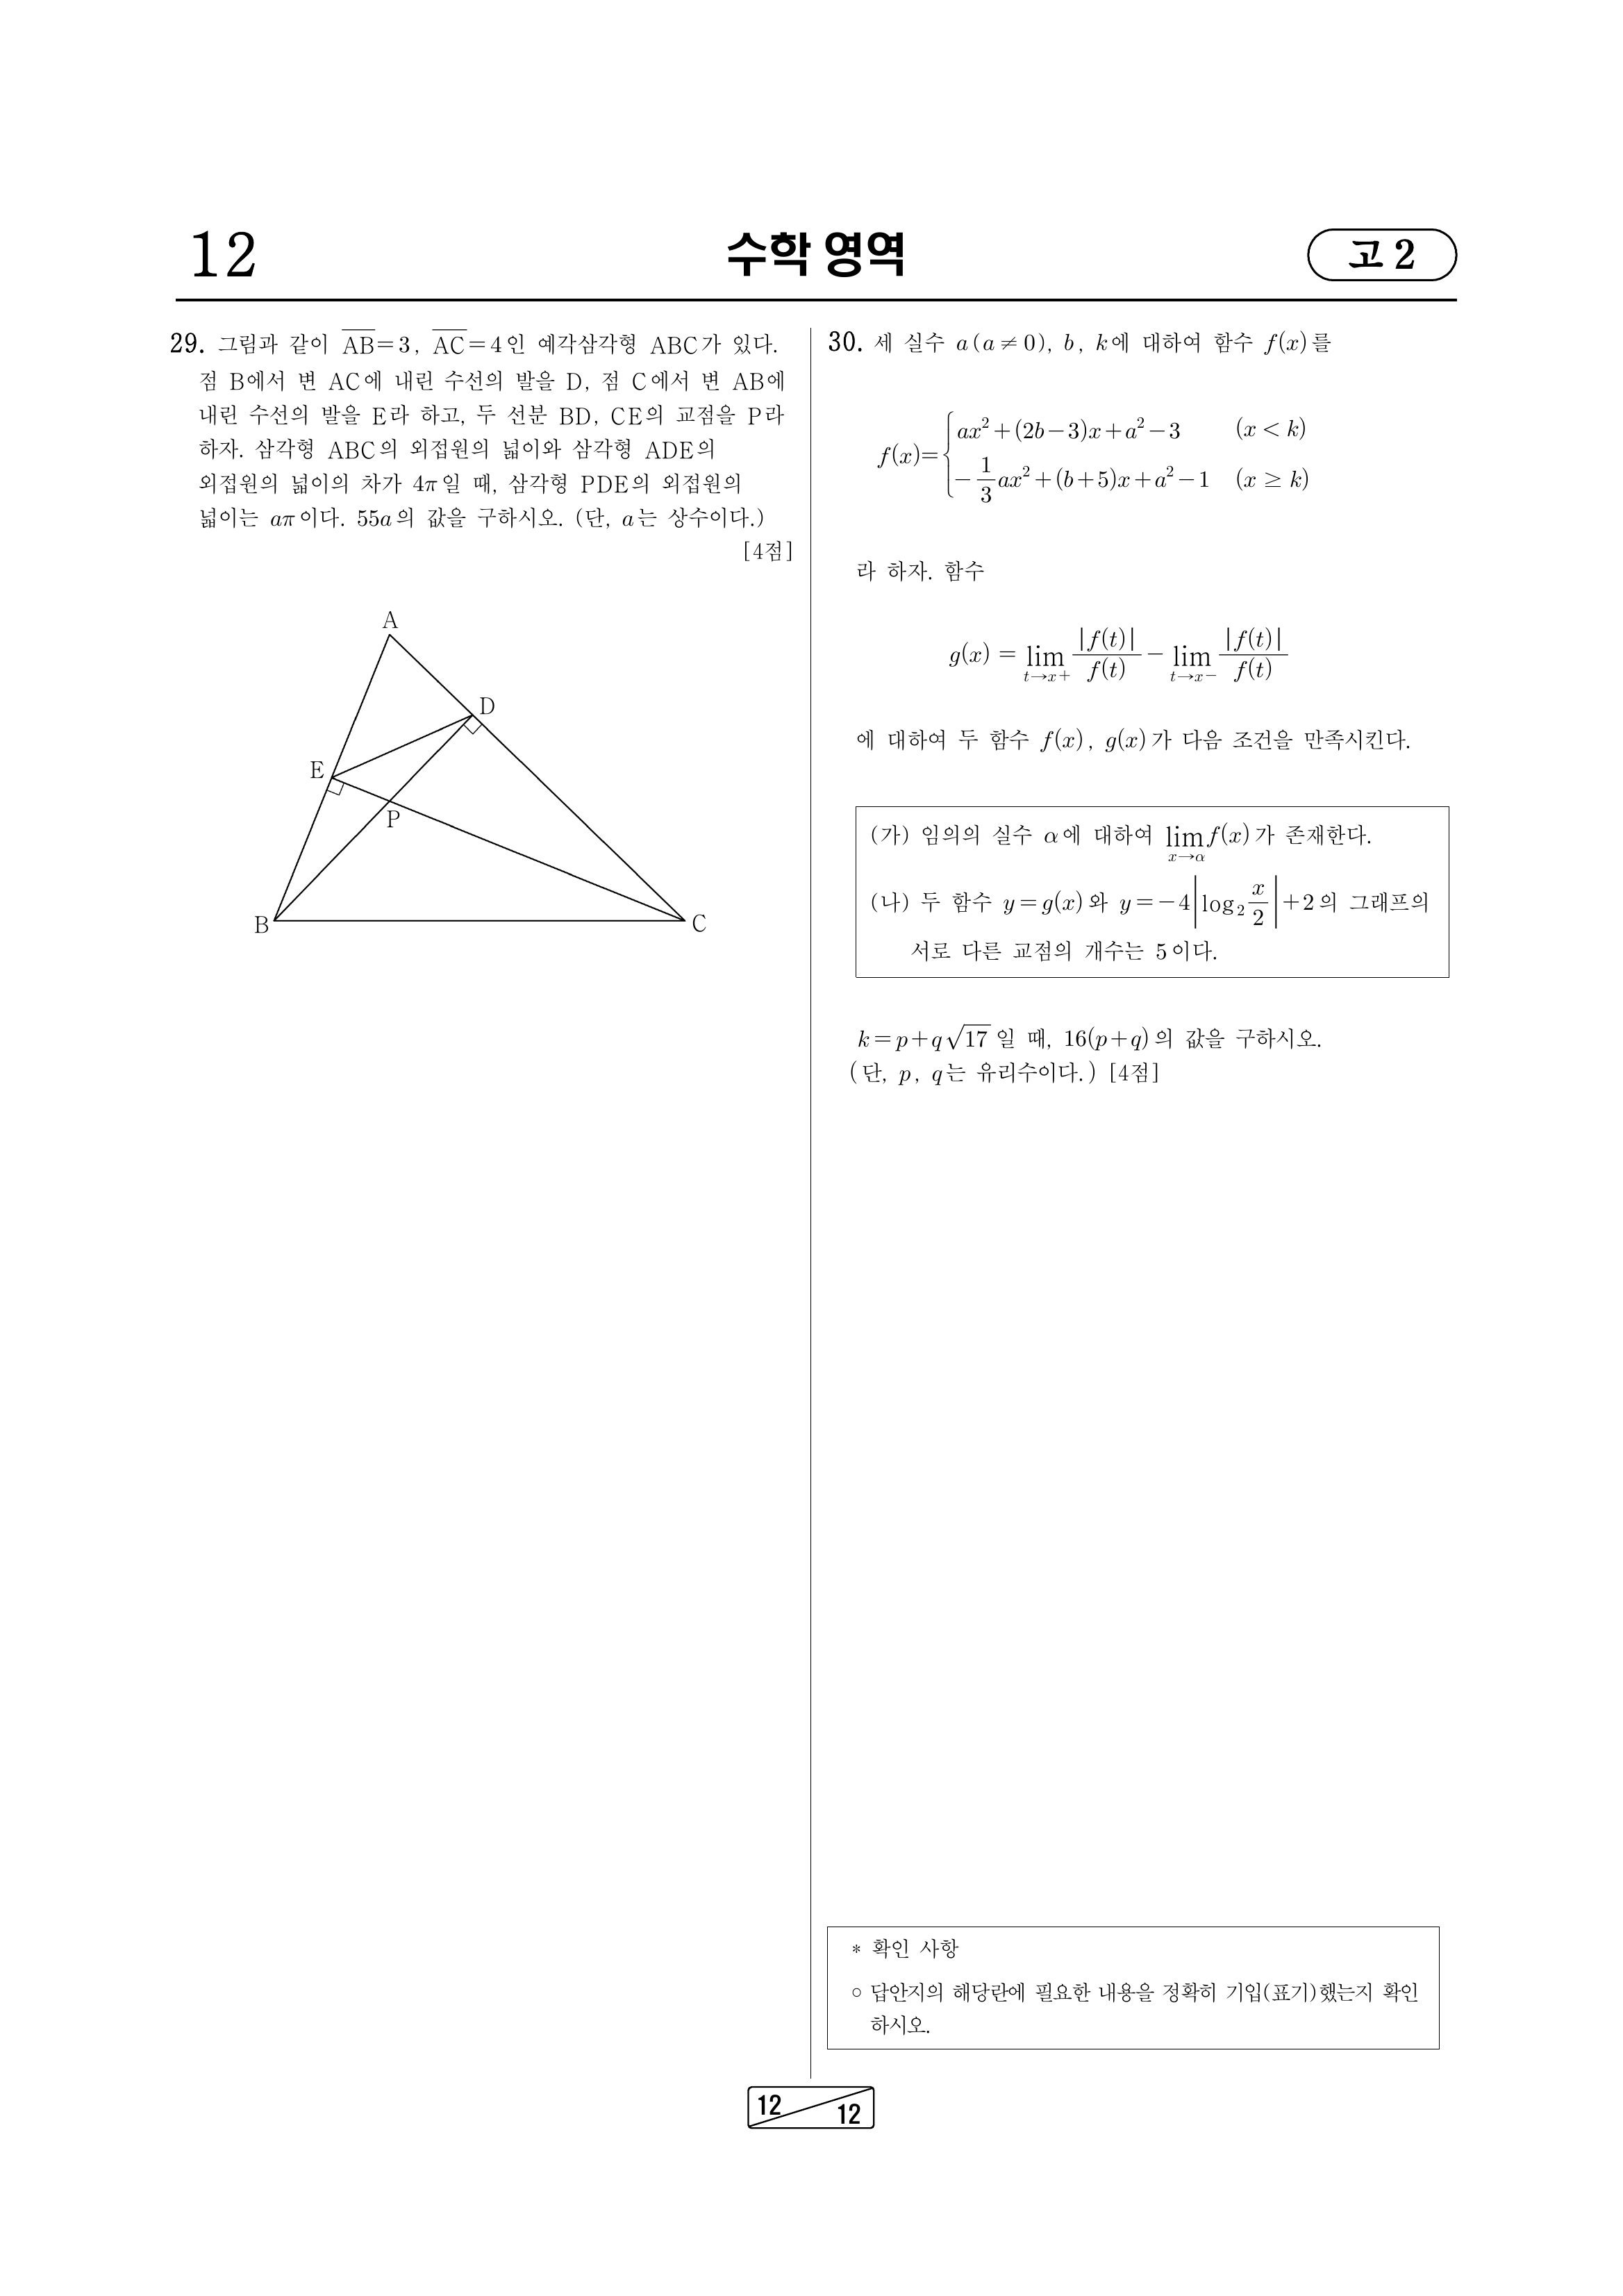 12
수학 영역
고 2
29. 그림과 같이 $\overline{AB}=3$, $\overline{AC}=4$인 예각삼각형 ABC가 있다.
점 B에서 변 AC에 내린 수선의 발을 D, 점 C에서 변 AB에
내린 수선의 발을 E라 하고, 두 선분 BD, CE의 교점을 P라
하자. 삼각형 ABC의 외접원의 넓이와 삼각형 ADE의
외접원의 넓이의 차가 $4\pi$일 때, 삼각형 PDE의 외접원의
넓이는 $a\pi$이다. $55a$의 값을 구하시오. (단, $a$는 상수이다.)
[4점]
A
D
E
P
B
C
30. 세 실수 $a(a\neq0)$, $b$, $k$에 대하여 함수 $f(x)$를
$f(x)=\begin{cases} ax^2+(2b-3)x+a^2-3 & (x<k) \\ -\frac{1}{3}ax^2+(b+5)x+a^2-1 & (x\geq k) \end{cases}$
라 하자. 함수
$g(x)=\lim_{t\to x+}\frac{|f(t)|}{f(t)}-\lim_{t\to x-}\frac{|f(t)|}{f(t)}$
에 대하여 두 함수 $f(x)$, $g(x)$가 다음 조건을 만족시킨다.
(가) 임의의 실수 $\alpha$에 대하여 $\lim_{x\to\alpha}f(x)$가 존재한다.
(나) 두 함수 $y=g(x)$와 $y=-4\left|\log_2\frac{x}{2}\right|+2$의 그래프의
서로 다른 교점의 개수는 5이다.
$k=p+q\sqrt{17}$일 때, $16(p+q)$의 값을 구하시오.
(단, $p$, $q$는 유리수이다.) [4점]
* 확인 사항
○ 답안지의 해당란에 필요한 내용을 정확히 기입(표기)했는지 확인
하시오.
12
12